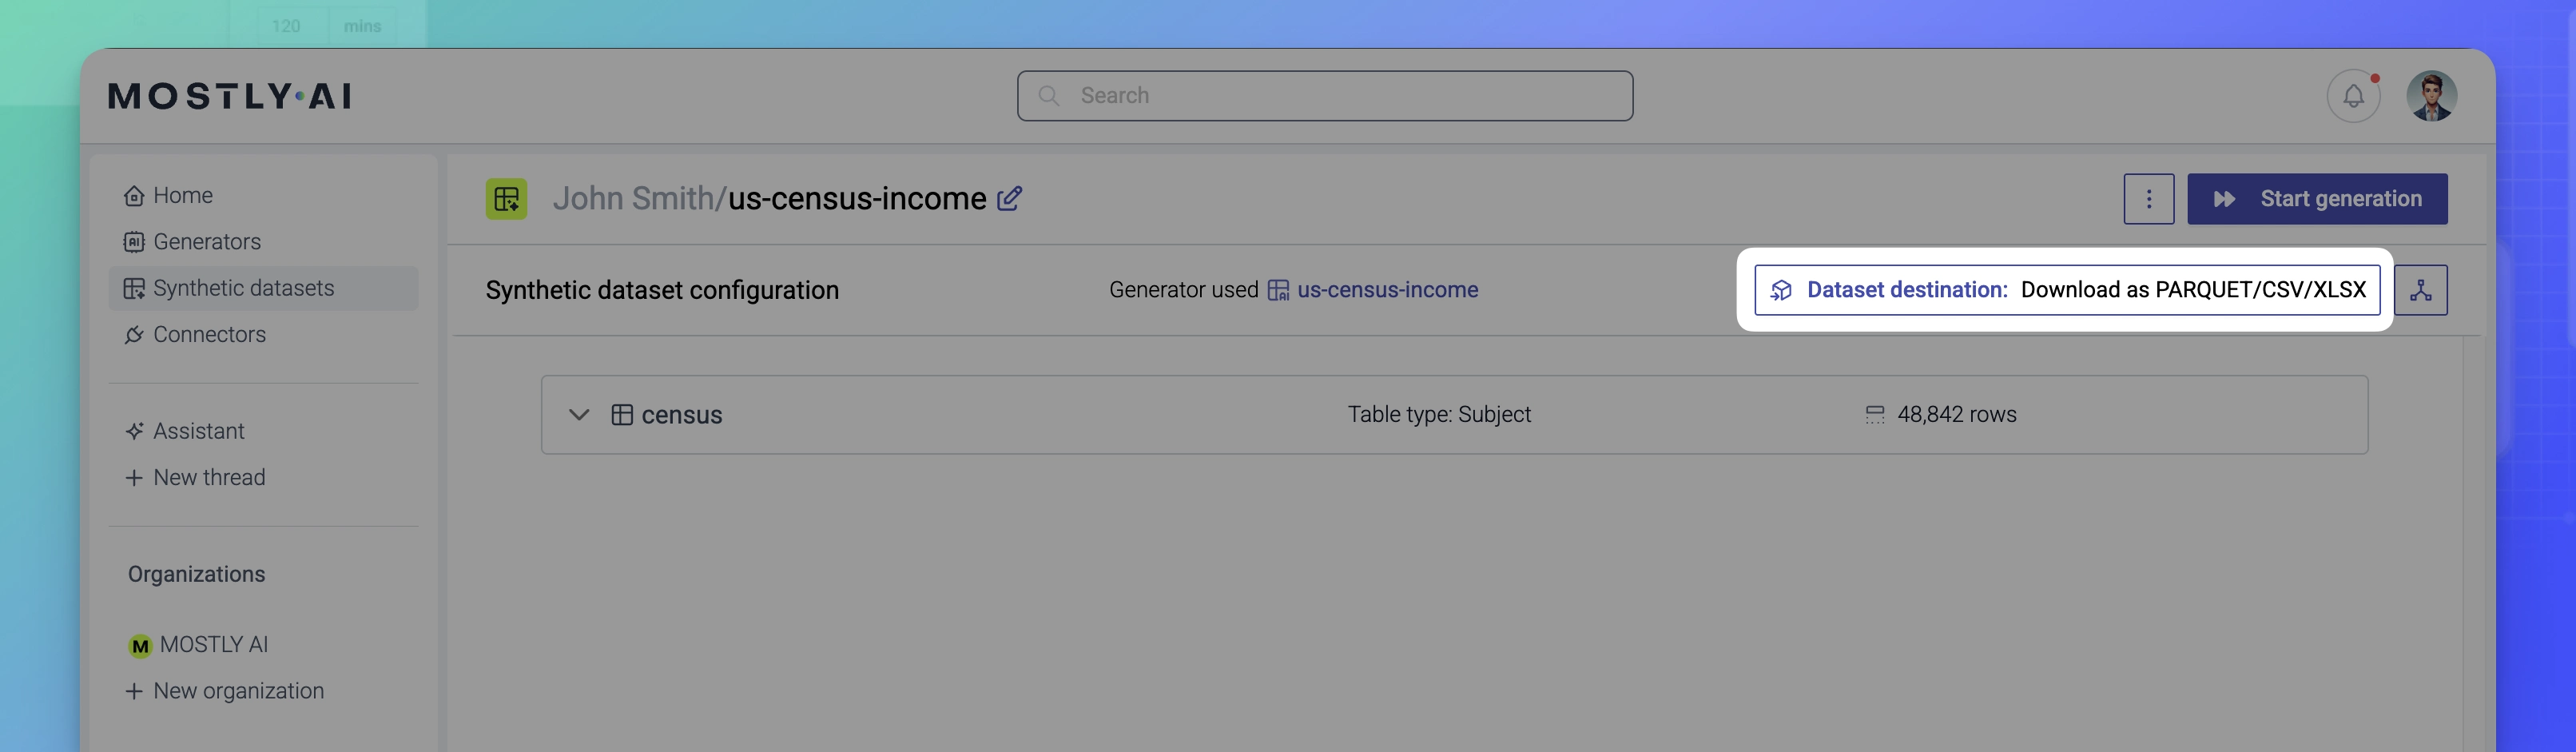 120 mins
MOSTLY AI
Search
Home
Generators
Synthetic datasets
Connectors
Assistant
New thread
Organizations
M MOSTLY AI
New organization
John Smith/us-census-income
Start generation
Synthetic dataset configuration
Generator used AI us-census-income
Dataset destination: Download as PARQUET/CSV/XLSX
census
Table type: Subject
48,842 rows